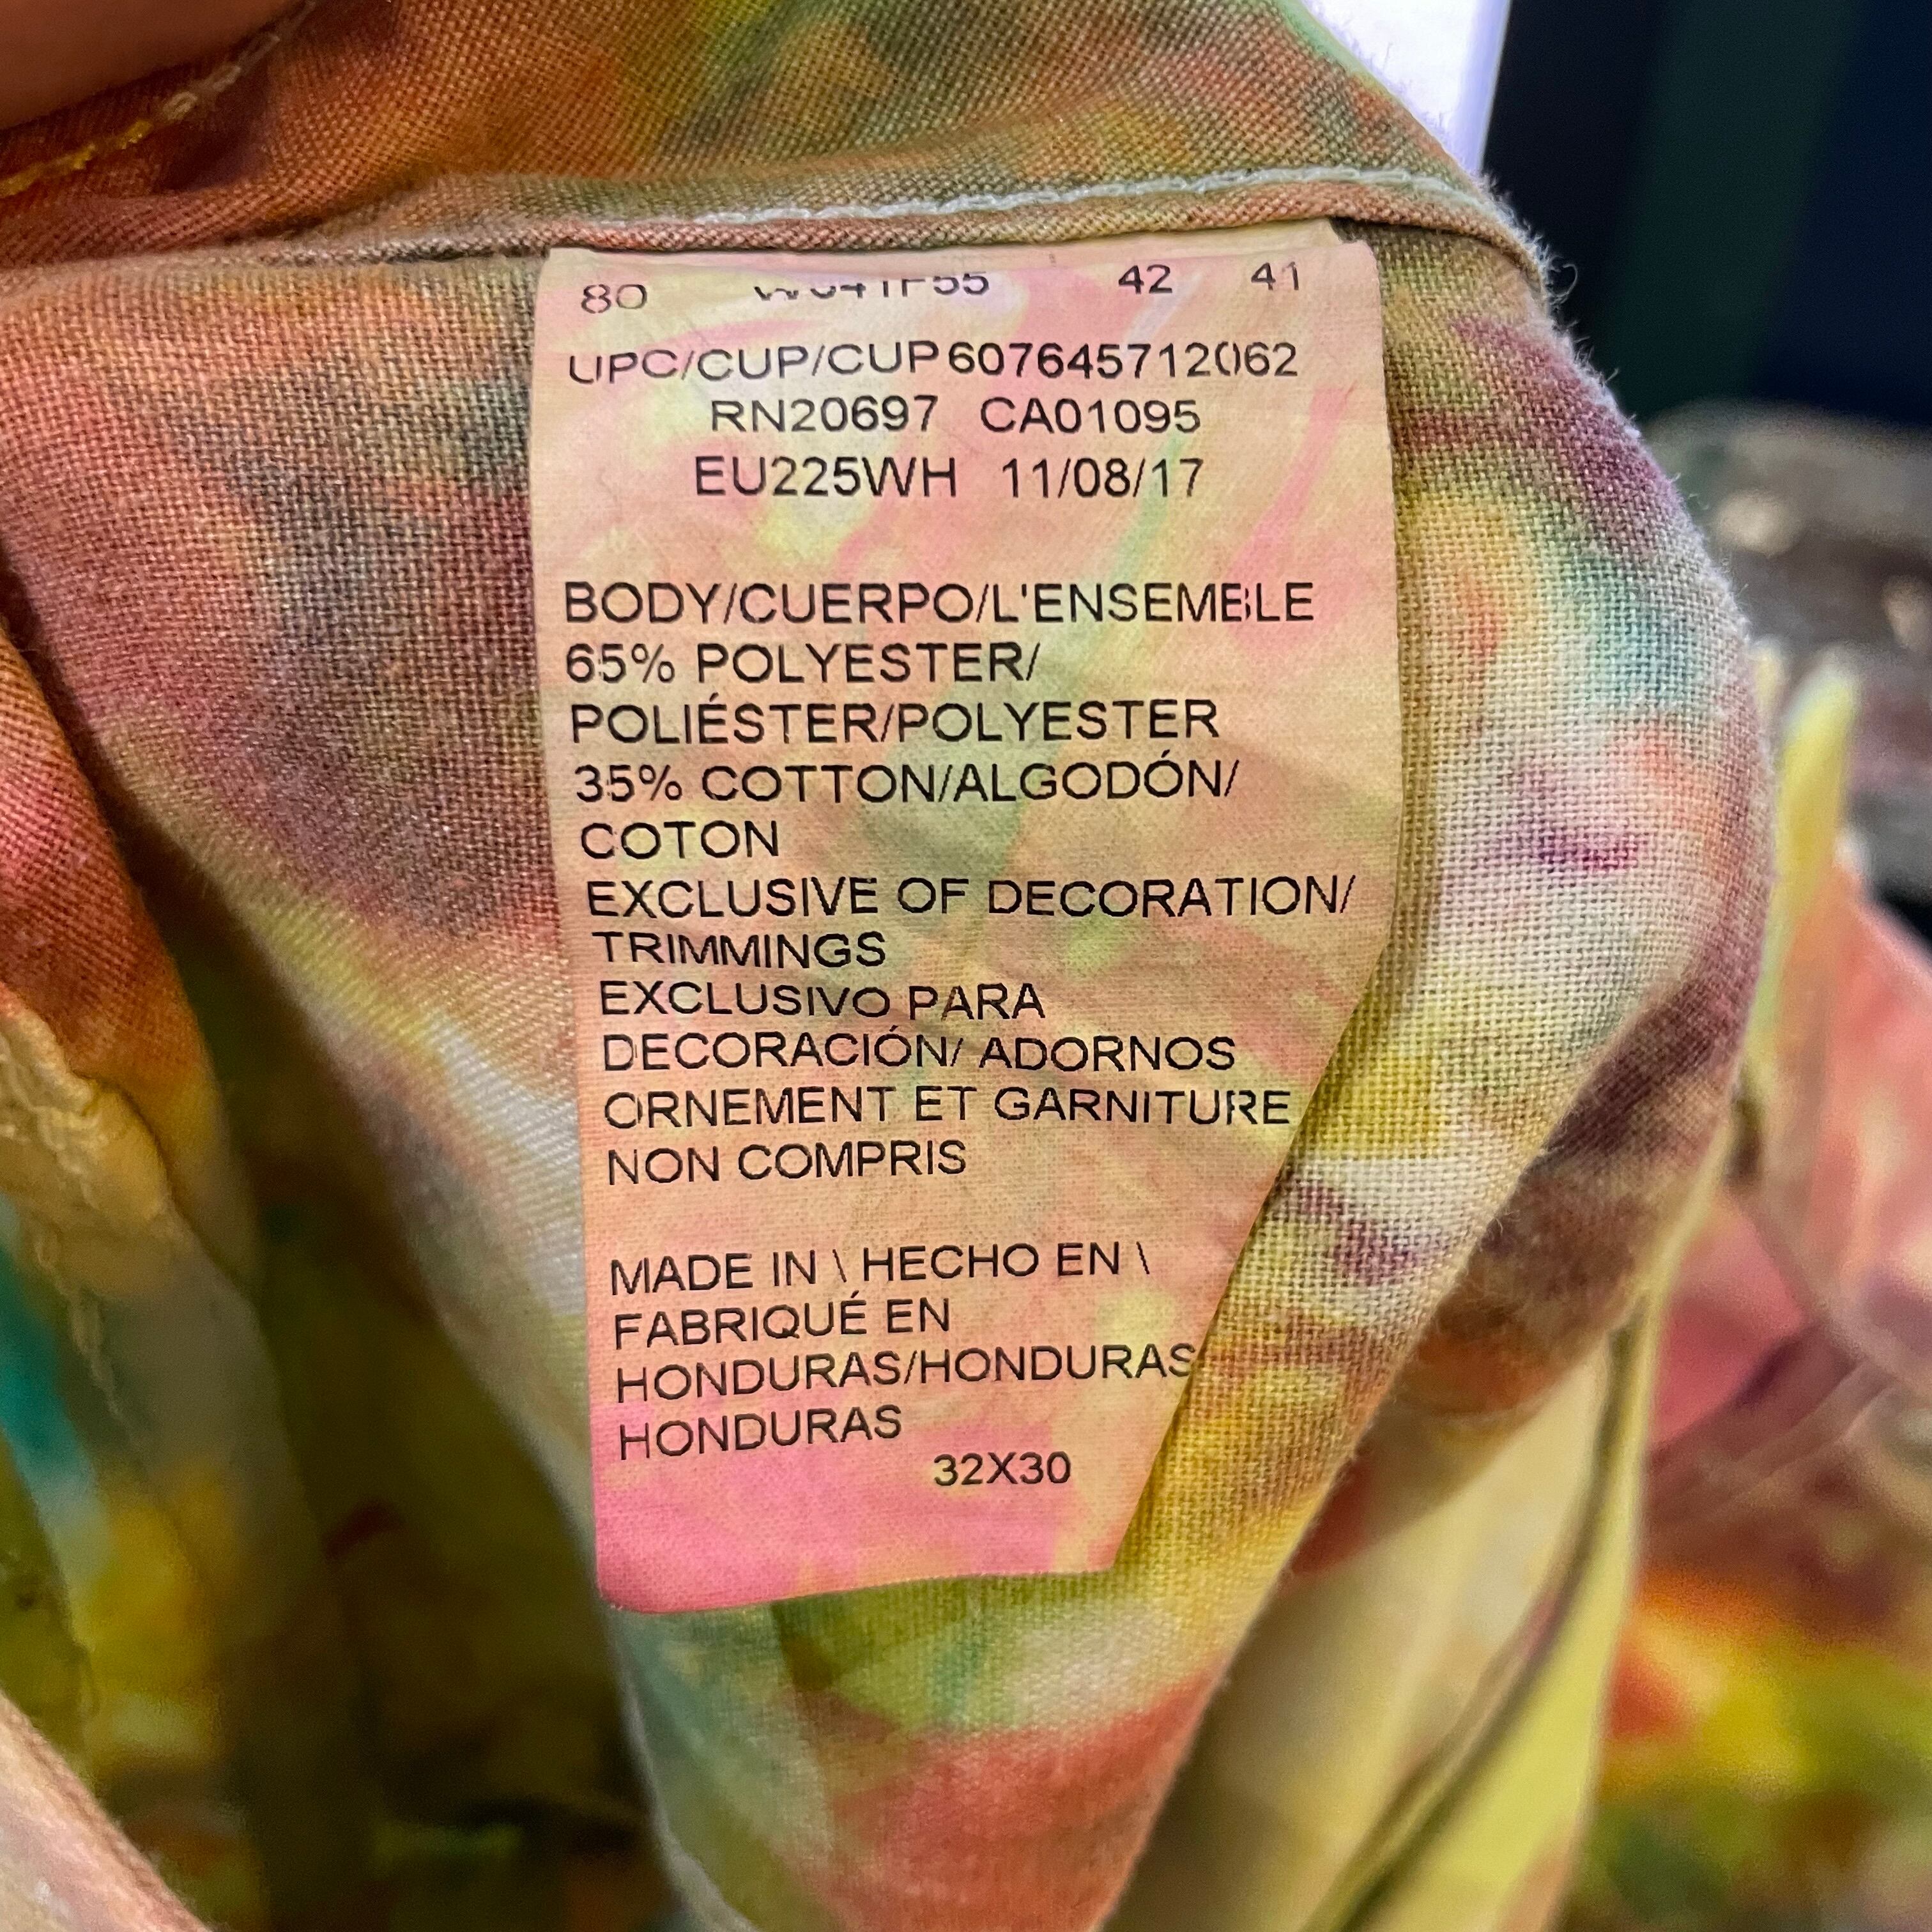 80 42 41
UPC/CUP/CUP 607645712062
RN20697 CA01095
EU225WH 11/08/17
BODY/CUERPO/L'ENSEMBLE
65% POLYESTER/
POLIÉSTER/POLYESTER
35% COTTON/ALGODÓN/
COTON
EXCLUSIVE OF DECORATION/
TRIMMINGS
EXCLUSIVO PARA
DECORACIÓN/ ADORNOS
ORNEMENT ET GARNITURE
NON COMPRIS
MADE IN \ HECHO EN \
FABRIQUÉ EN
HONDURAS/HONDURAS
HONDURAS
32X30